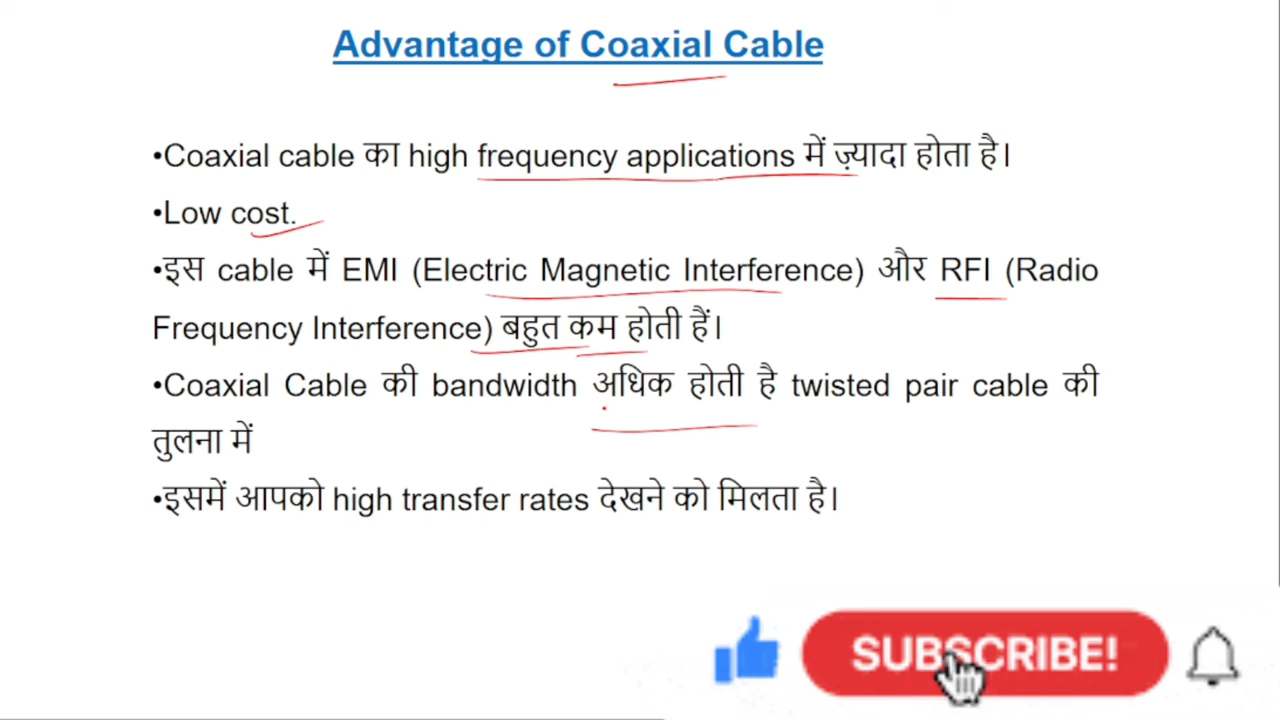 Advantage of Coaxial Cable
•Coaxial cable का high frequency applications में ज़्यादा होता है।
•Low cost.
•इस cable में EMI (Electric Magnetic Interference) और RFI (Radio
Frequency Interference) बहुत कम होती हैं।
•Coaxial Cable की bandwidth अधिक होती है twisted pair cable की
तुलना में
•इसमें आपको high transfer rates देखने को मिलता है।
SUBSCRIBE!